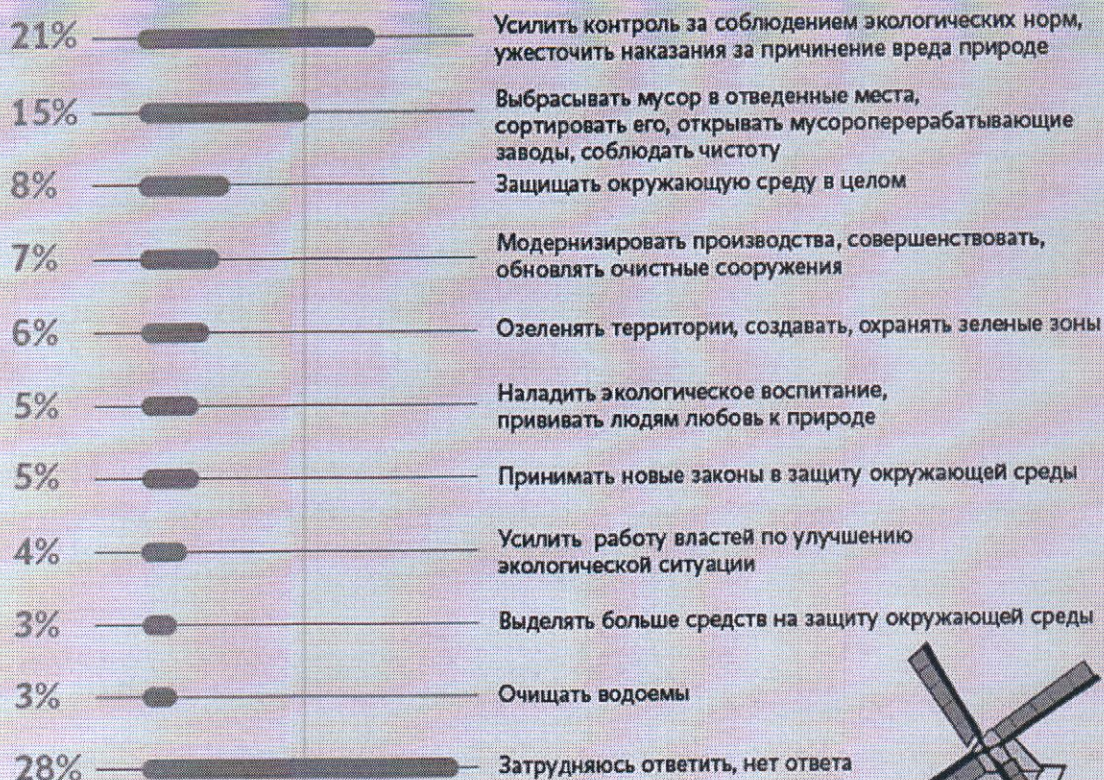 21%
Усилить контроль за соблюдением экологических норм,
ужесточить наказания за причинение вреда природе
15%
Выбрасывать мусор в отведенные места,
сортировать его, открывать мусороперерабатывающие
заводы, соблюдать чистоту
8%
Защищать окружающую среду в целом
7%
Модернизировать производства, совершенствовать,
обновлять очистные сооружения
6%
Озеленять территории, создавать, охранять зеленые зоны
5%
Наладить экологическое воспитание,
прививать людям любовь к природе
5%
Принимать новые законы в защиту окружающей среды
4%
Усилить работу властей по улучшению
экологической ситуации
3%
Выделять больше средств на защиту окружающей среды
3%
Очищать водоемы
28%
Затрудняюсь ответить, нет ответа